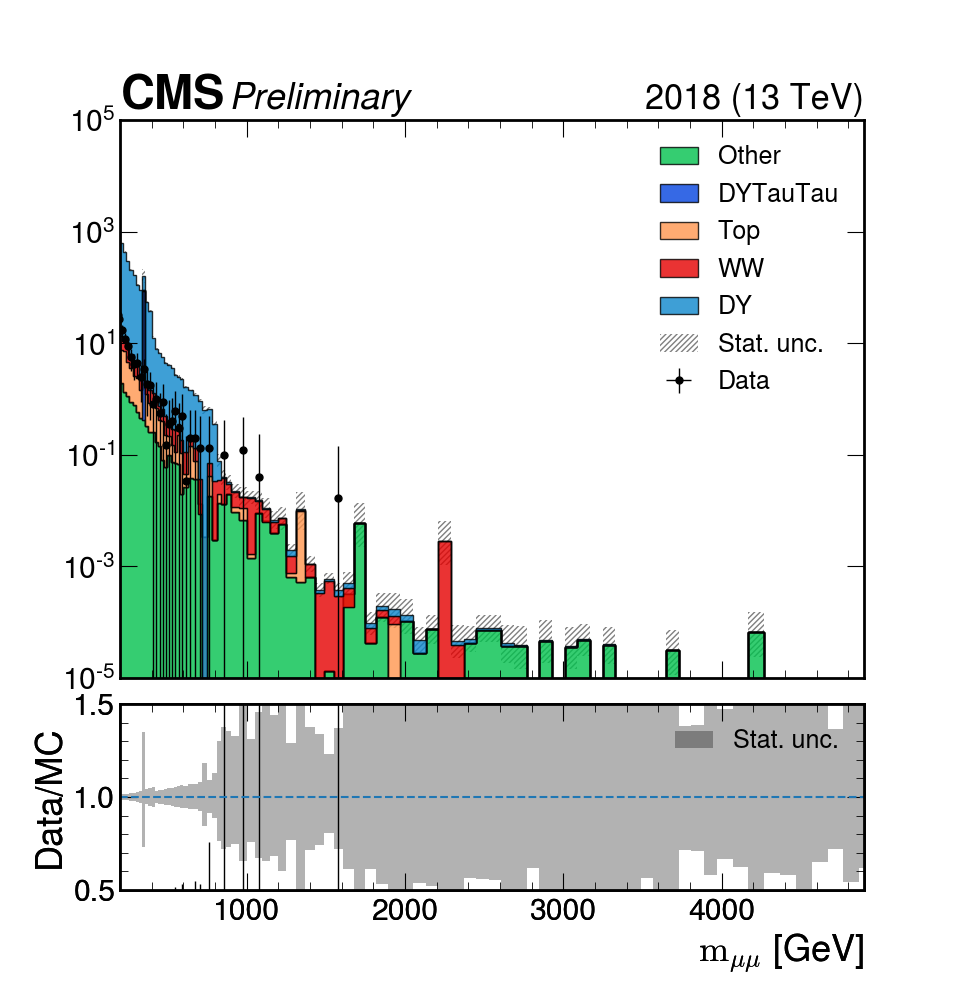 CMS Preliminary 2018 (13 TeV)
10^5
10^3
10^1
10^-1
10^-3
10^-5
Other
DYTauTau
Top
WW
DY
Stat. unc.
Data
1.5
1.0
0.5
Data/MC
Stat. unc.
1000 2000 3000 4000
m_μμ [GeV]